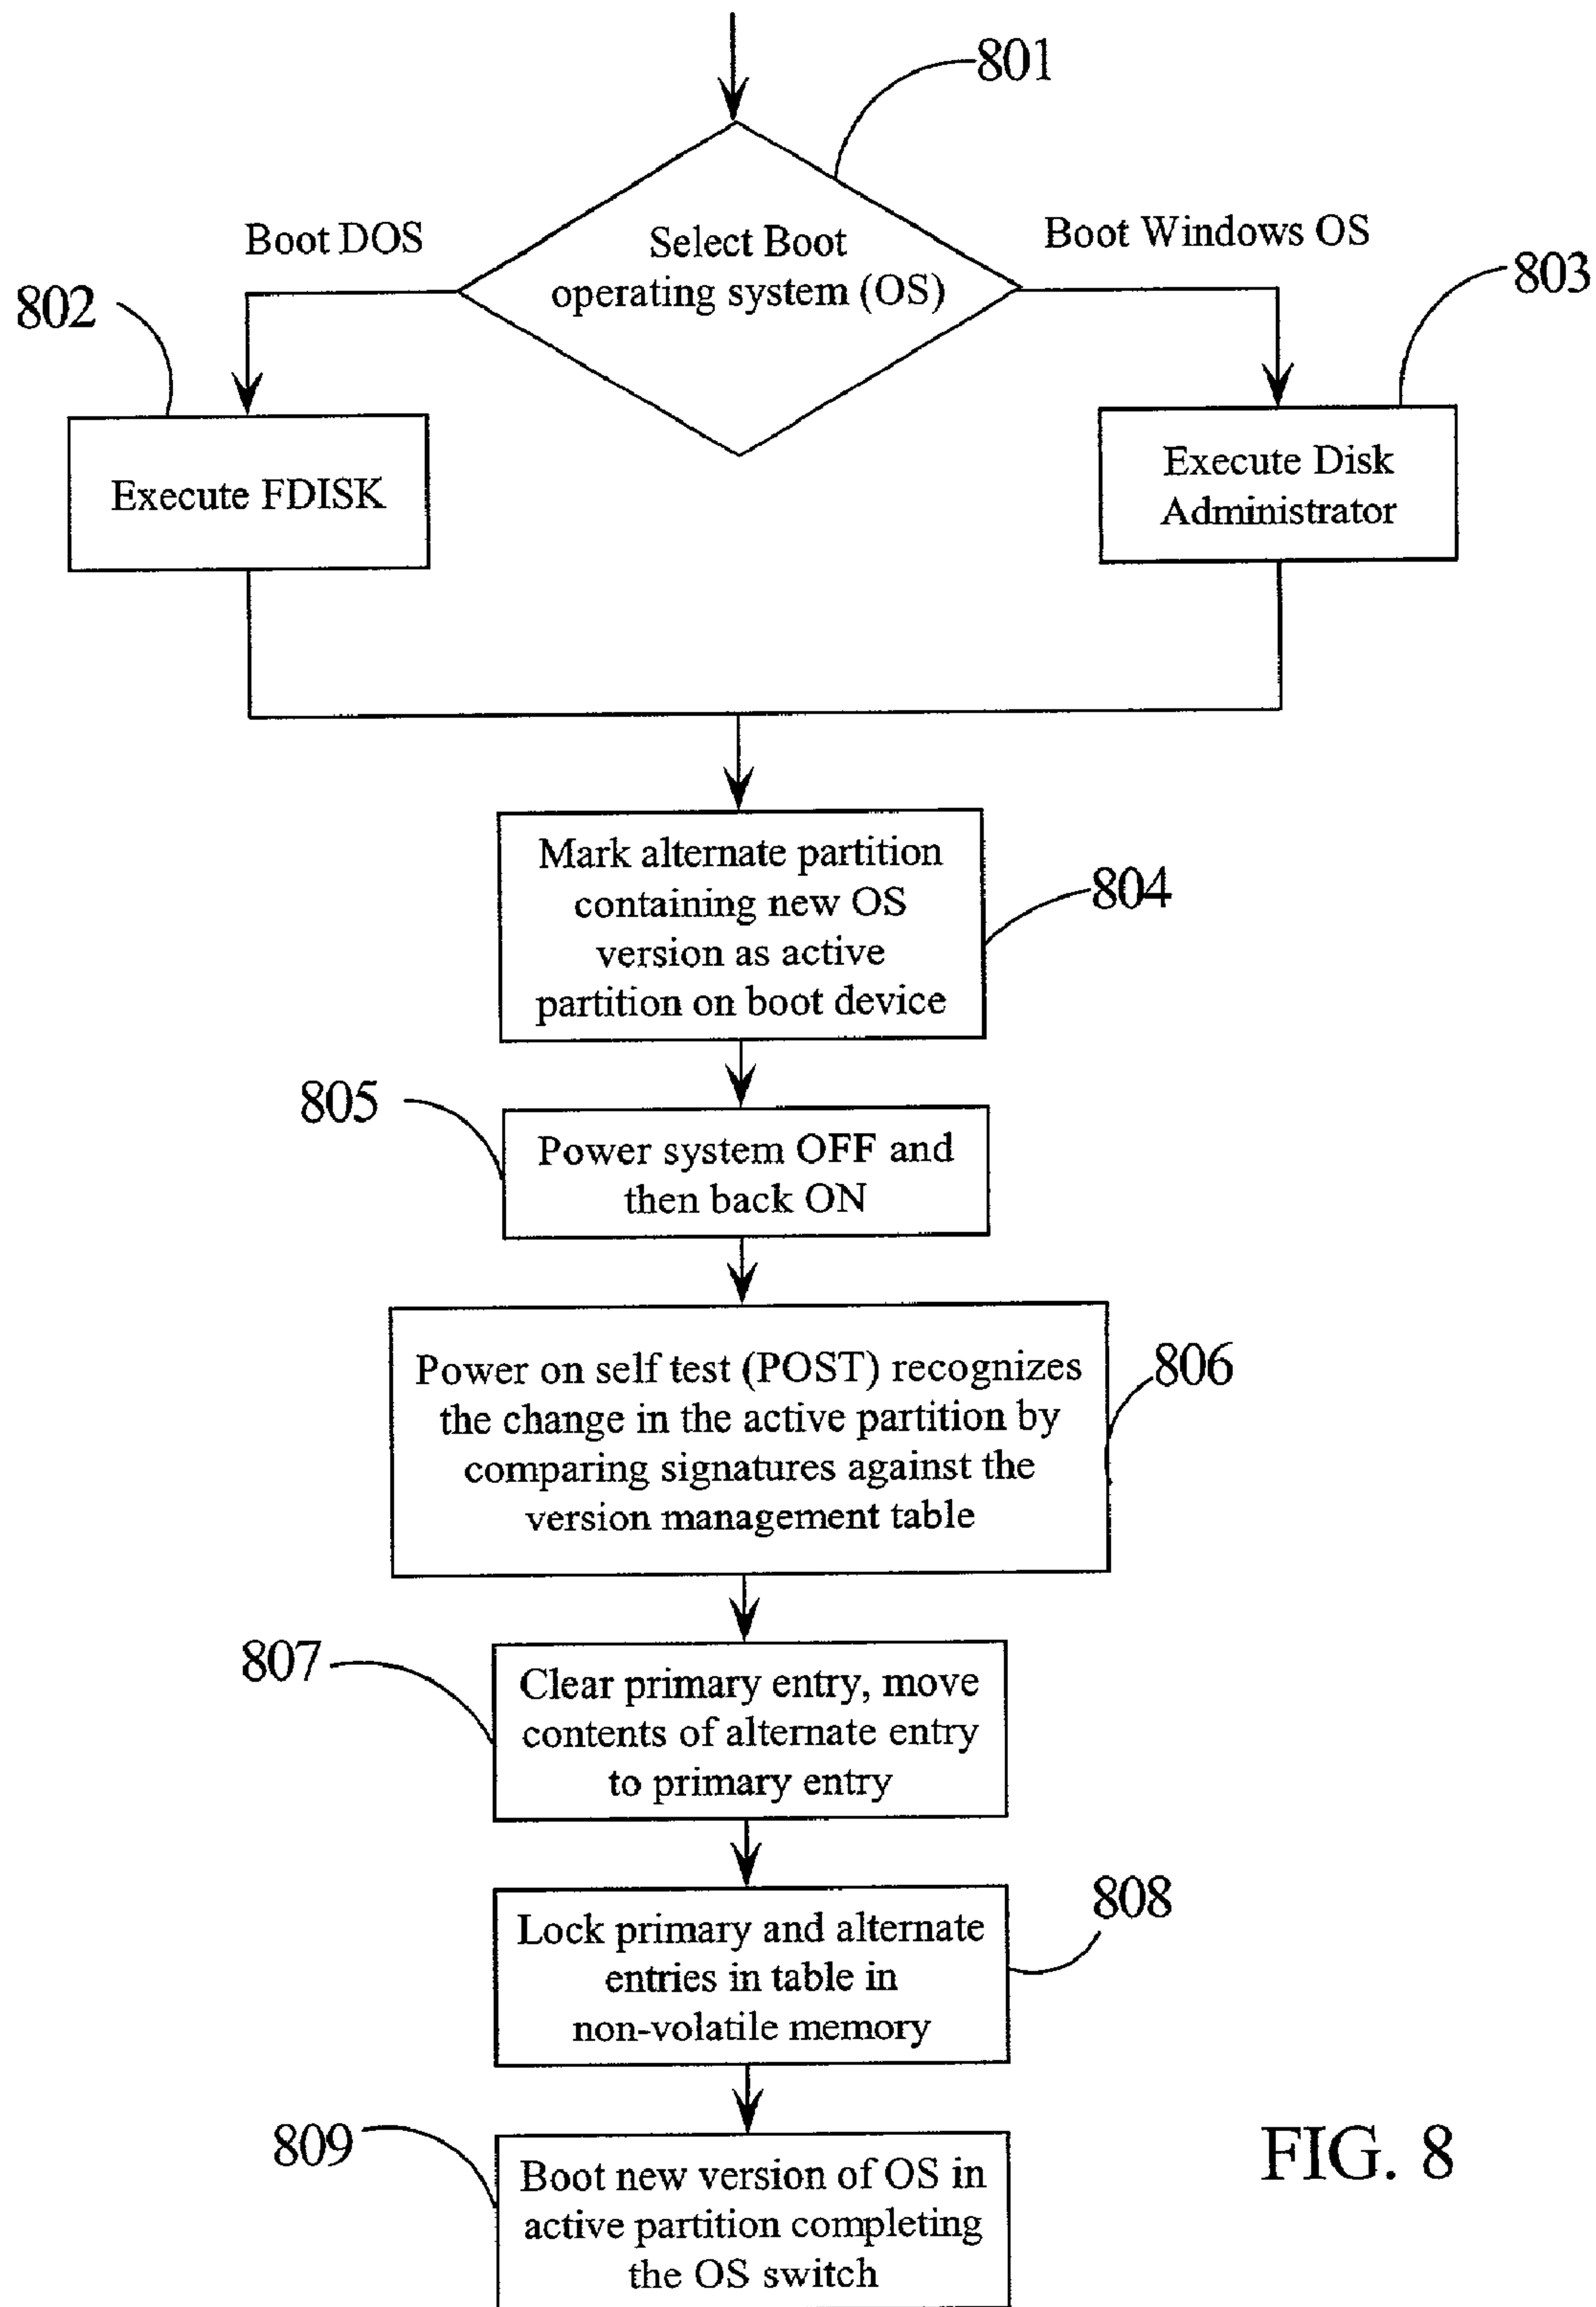 801
Boot DOS
Select Boot
operating system (OS)
Boot Windows OS
802
803
Execute FDISK
Execute Disk
Administrator
Mark alternate partition
containing new OS
version as active
partition on boot device
804
805
Power system OFF and
then back ON
Power on self test (POST) recognizes
the change in the active partition by
comparing signatures against the
version management table
806
807
Clear primary entry, move
contents of alternate entry
to primary entry
Lock primary and alternate
entries in table in
non-volatile memory
808
809
Boot new version of OS in
active partition completing
the OS switch
FIG. 8